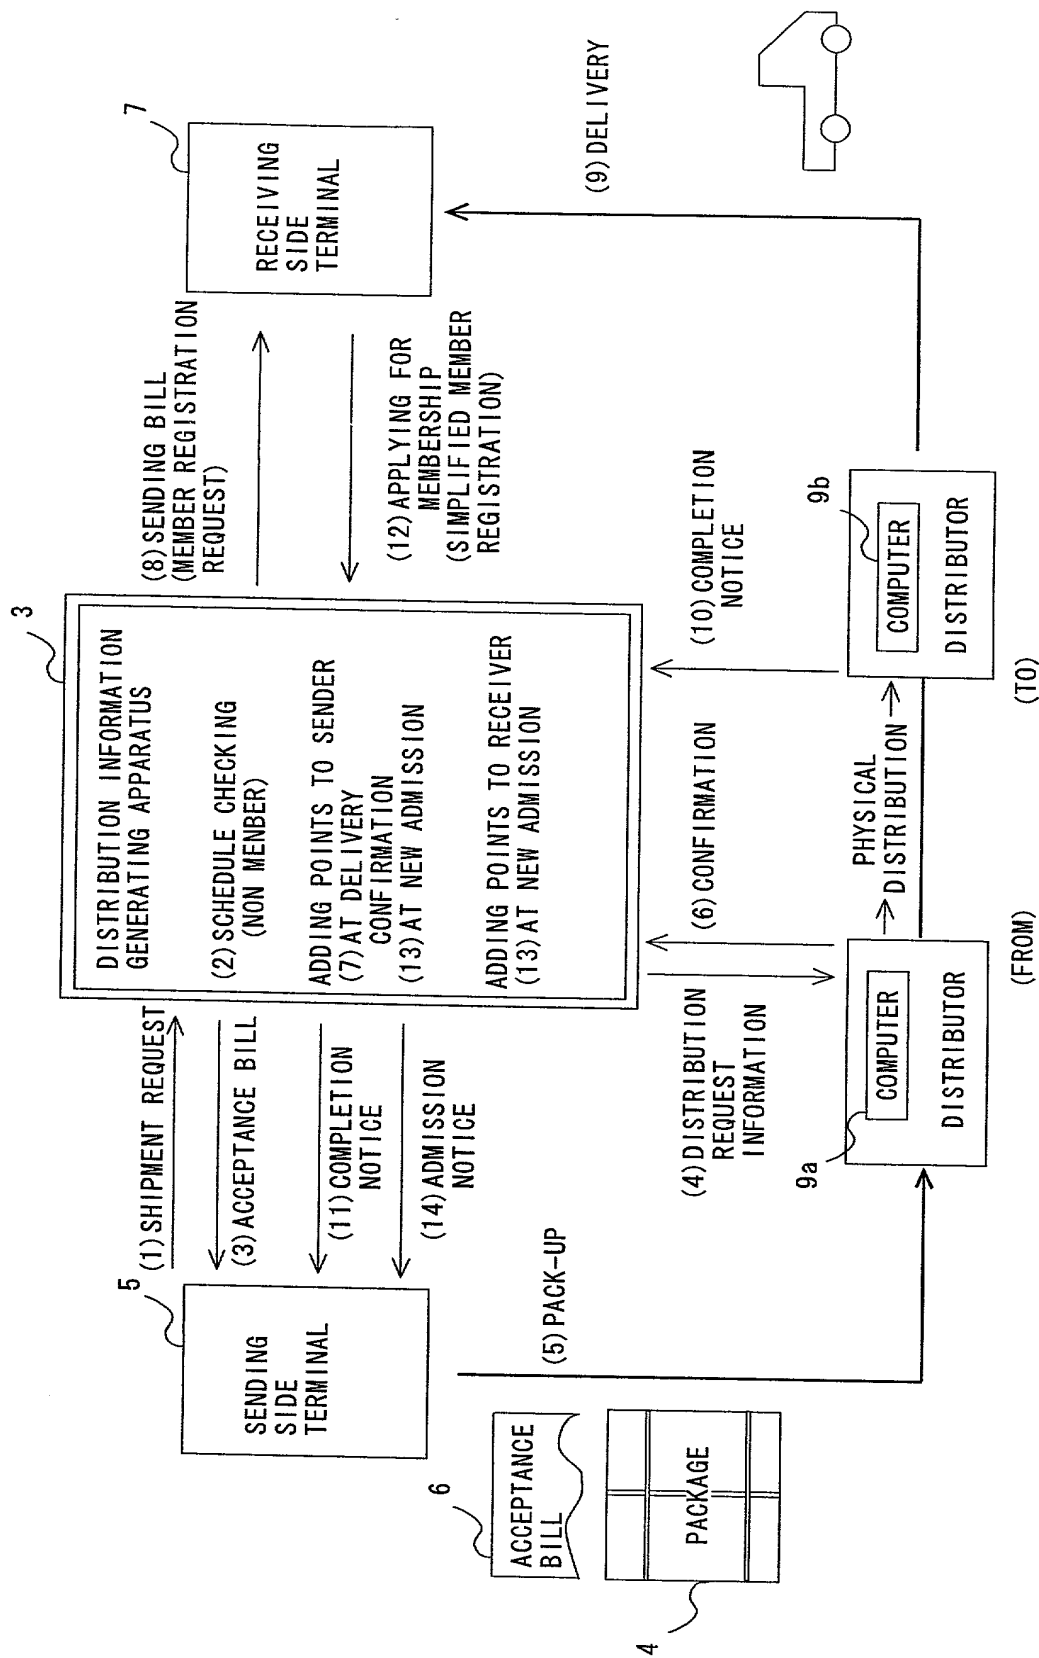 5
SENDING
SIDE
TERMINAL
(1)SHIPMENT REQUEST
(3)ACCEPTANCE BILL
(11)COMPLETION
NOTICE
(14)ADMISSION
NOTICE
3
DISTRIBUTION INFORMATION
GENERATING APPARATUS
(2)SCHEDULE CHECKING
(NON MENBER)
ADDING POINTS TO SENDER
(7)AT DELIVERY
CONFIRMATION
(13)AT NEW ADMISSION
ADDING POINTS TO RECEIVER
(13)AT NEW ADMISSION
(8)SENDING BILL
(MEMBER REGISTRATION
REQUEST)
(12)APPLYING FOR
MEMBERSHIP
(SIMPLIFIED MEMBER
REGISTRATION)
7
RECEIVING
SIDE
TERMINAL
6
ACCEPTANCE
BILL
4
PACKAGE
(5)PACK-UP
(4)DISTRIBUTION
REQUEST
INFORMATION
(6)CONFIRMATION
(10)COMPLETION
NOTICE
(9)DELIVERY
9a
COMPUTER
DISTRIBUTOR
(FROM)
PHYSICAL
DISTRIBUTION
9b
COMPUTER
DISTRIBUTOR
(TO)